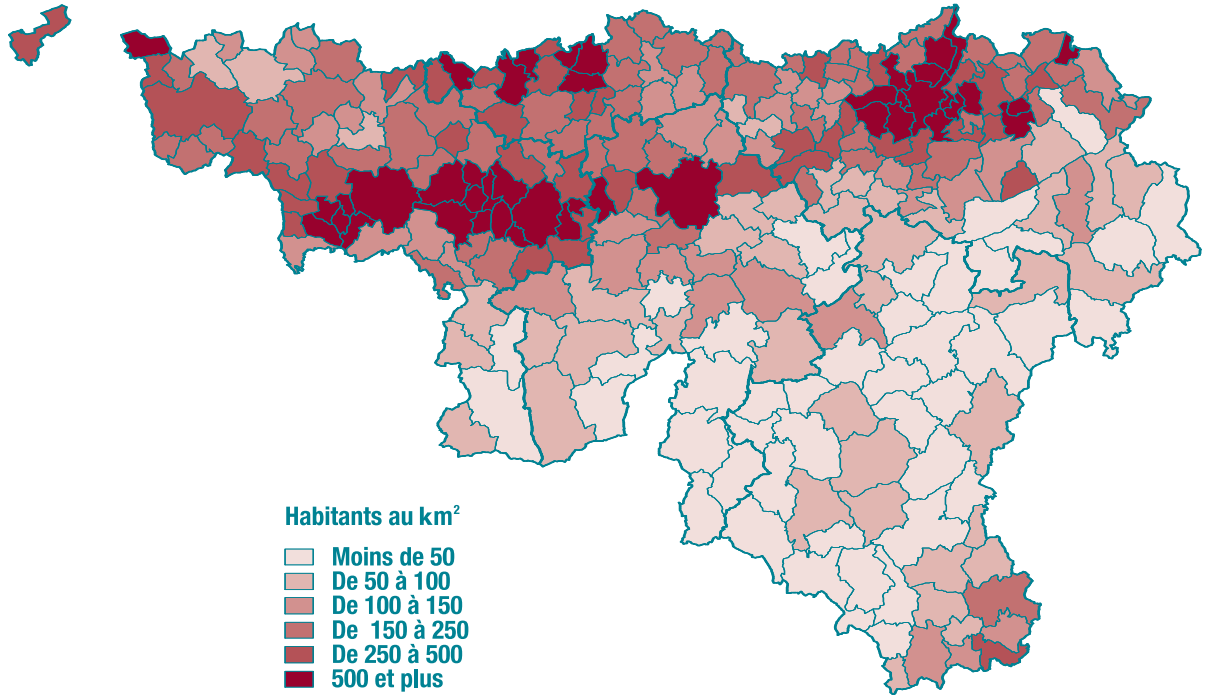 Habitants au km²
Moins de 50
De 50 à 100
De 100 à 150
De 150 à 250
De 250 à 500
500 et plus